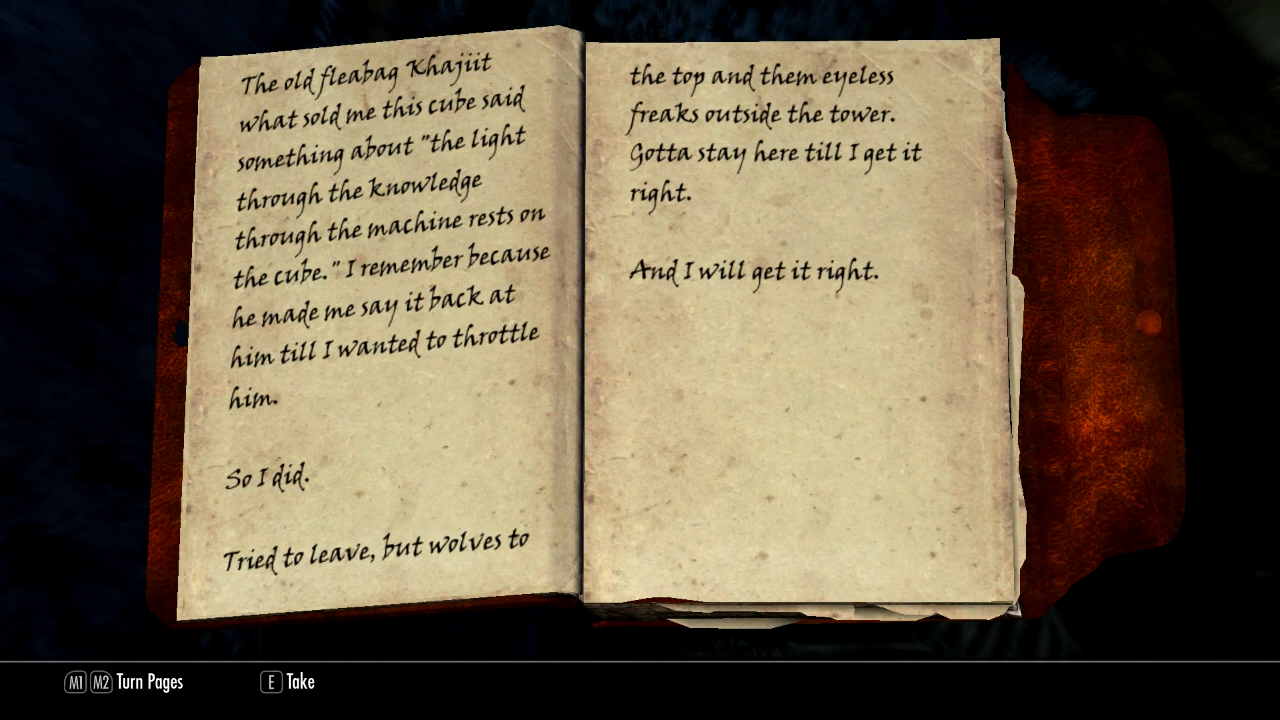 The old fleabag Khajiit
what sold me this cube said
something about "the light
through the knowledge
through the machine rests on
the cube." I remember because
he made me say it back at
him till I wanted to throttle
him.
So I did.
Tried to leave, but wolves to
the top and them eyeless
freaks outside the tower.
Gotta stay here till I get it
right.
And I will get it right.
M1 M2 Turn Pages
E Take